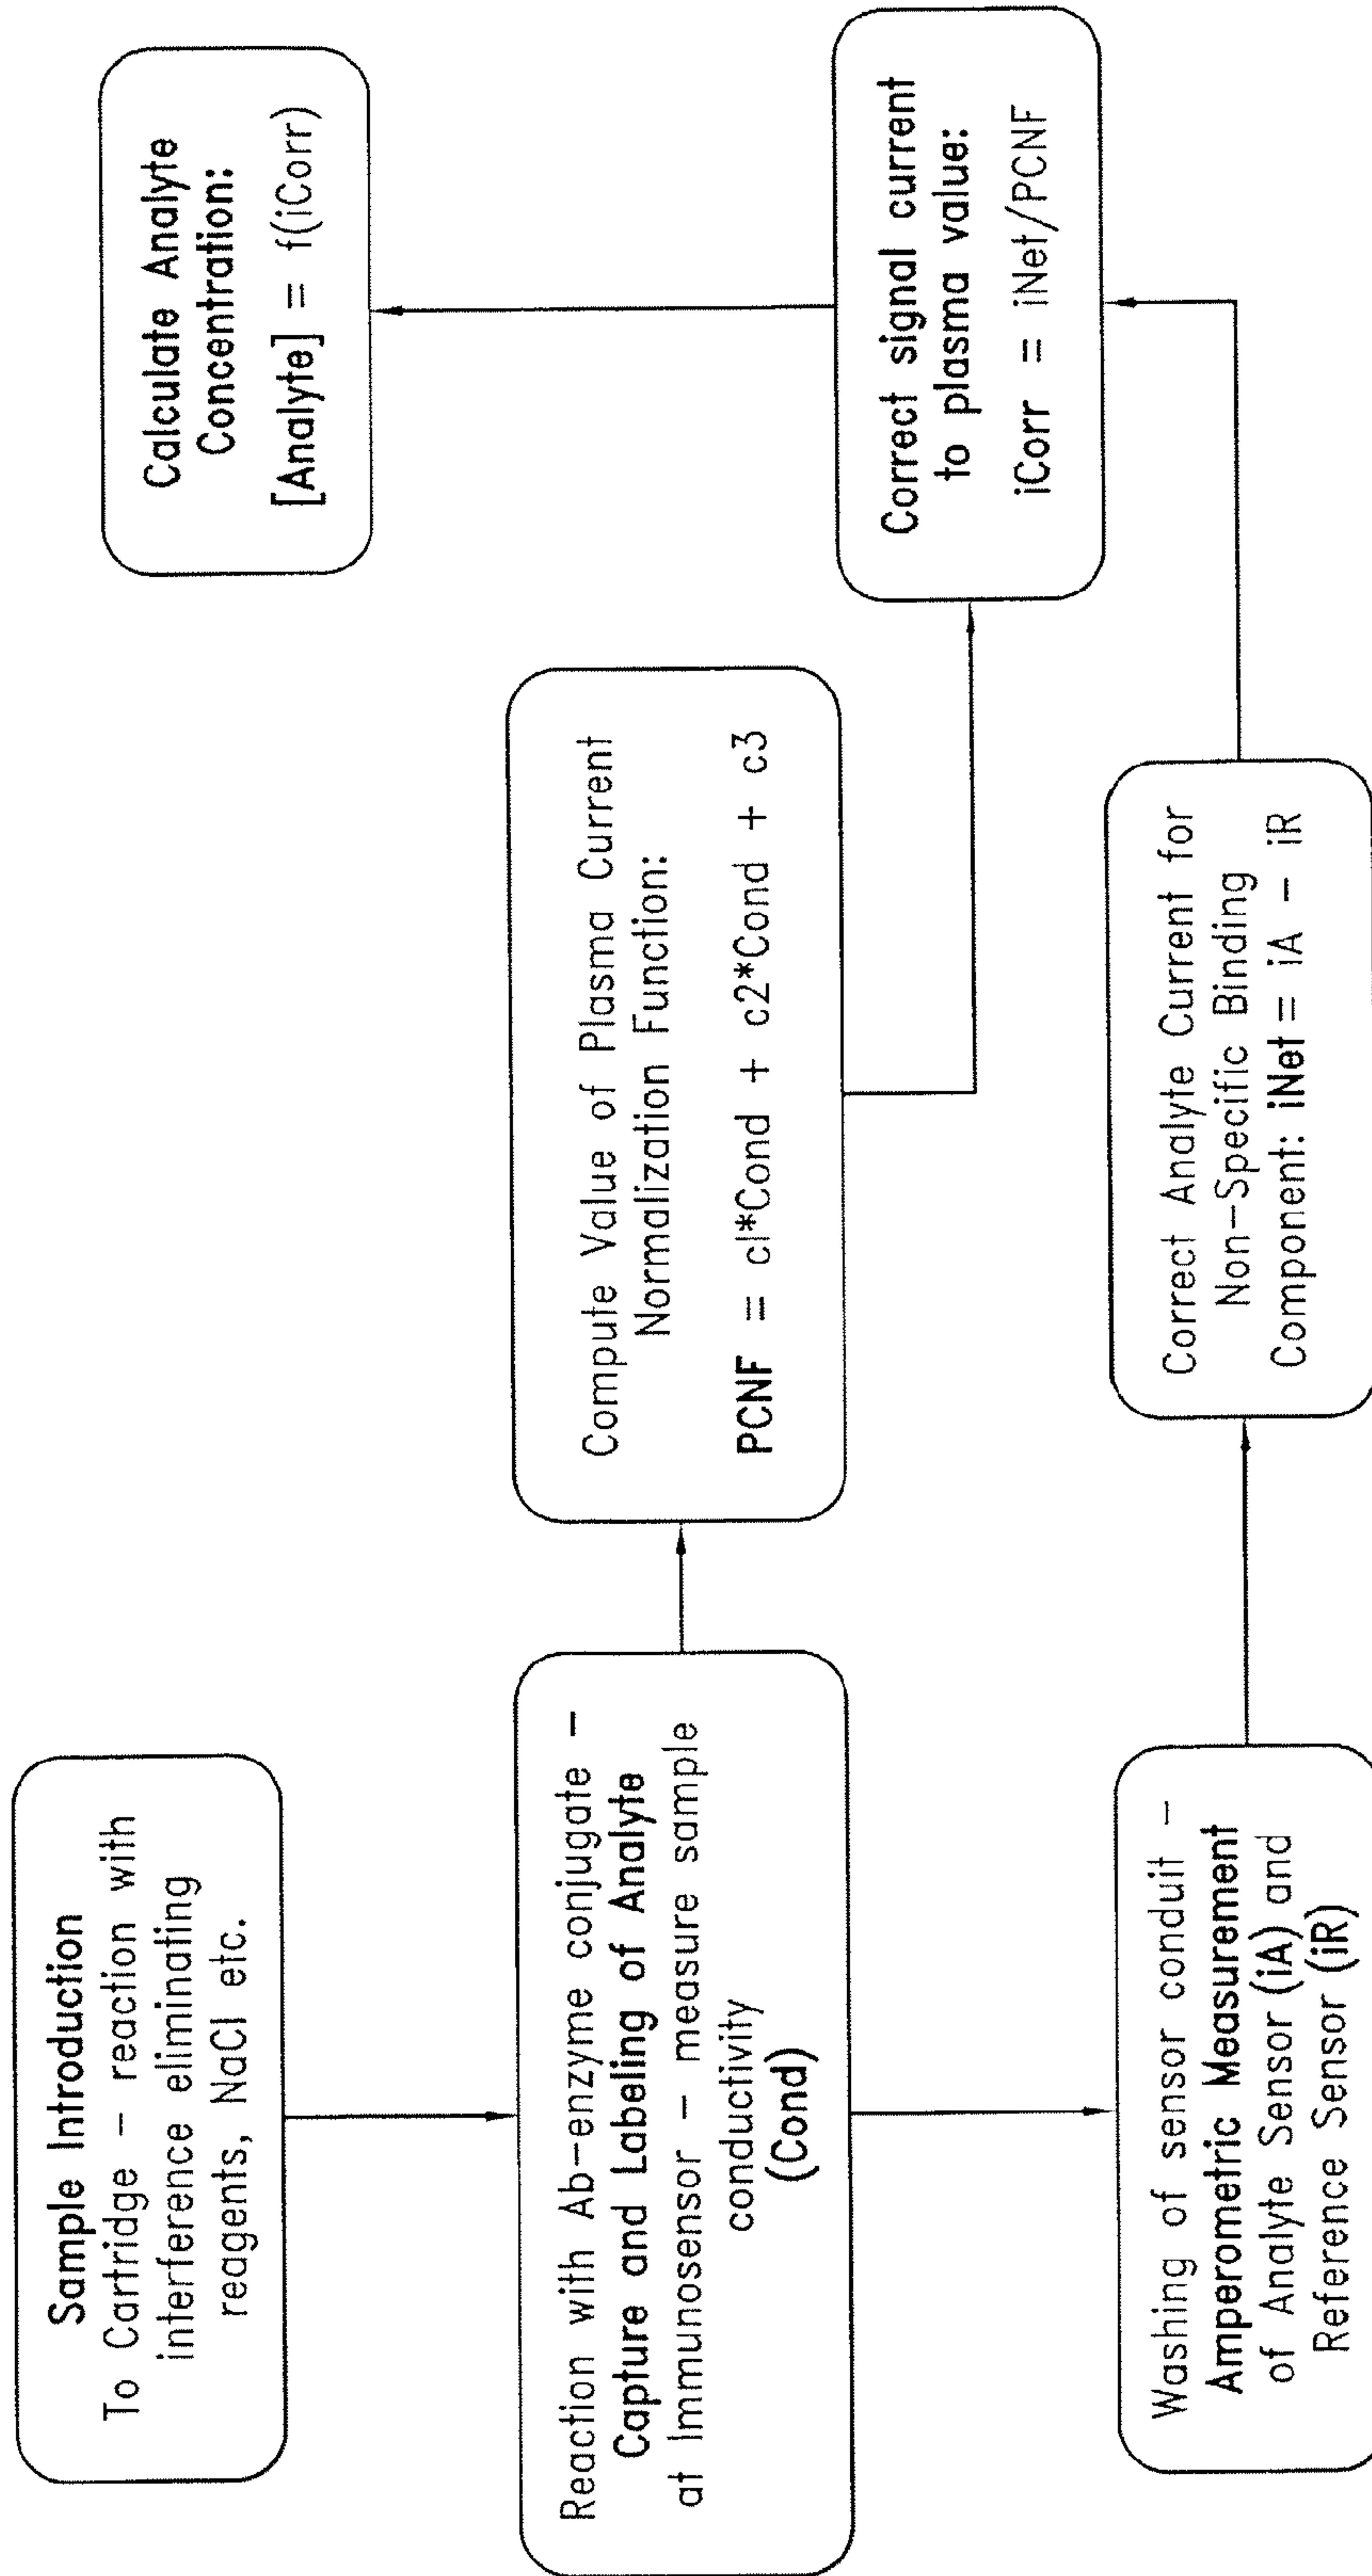 Sample Introduction
To Cartridge – reaction with
interference eliminating
reagents, NaCl etc.
Reaction with Ab–enzyme conjugate –
Capture and Labeling of Analyte
at Immunosensor – measure sample
conductivity
(Cond)
Washing of sensor conduit –
Amperometric Measurement
of Analyte Sensor (iA) and
Reference Sensor (iR)
Compute Value of Plasma Current
Normalization Function:
PCNF = cl*Cond + c2*Cond + c3
Correct Analyte Current for
Non–Specific Binding
Component: iNet = iA – iR
Correct signal current
to plasma value:
iCorr = iNet/PCNF
Calculate Analyte
Concentration:
[Analyte] = f(iCorr)